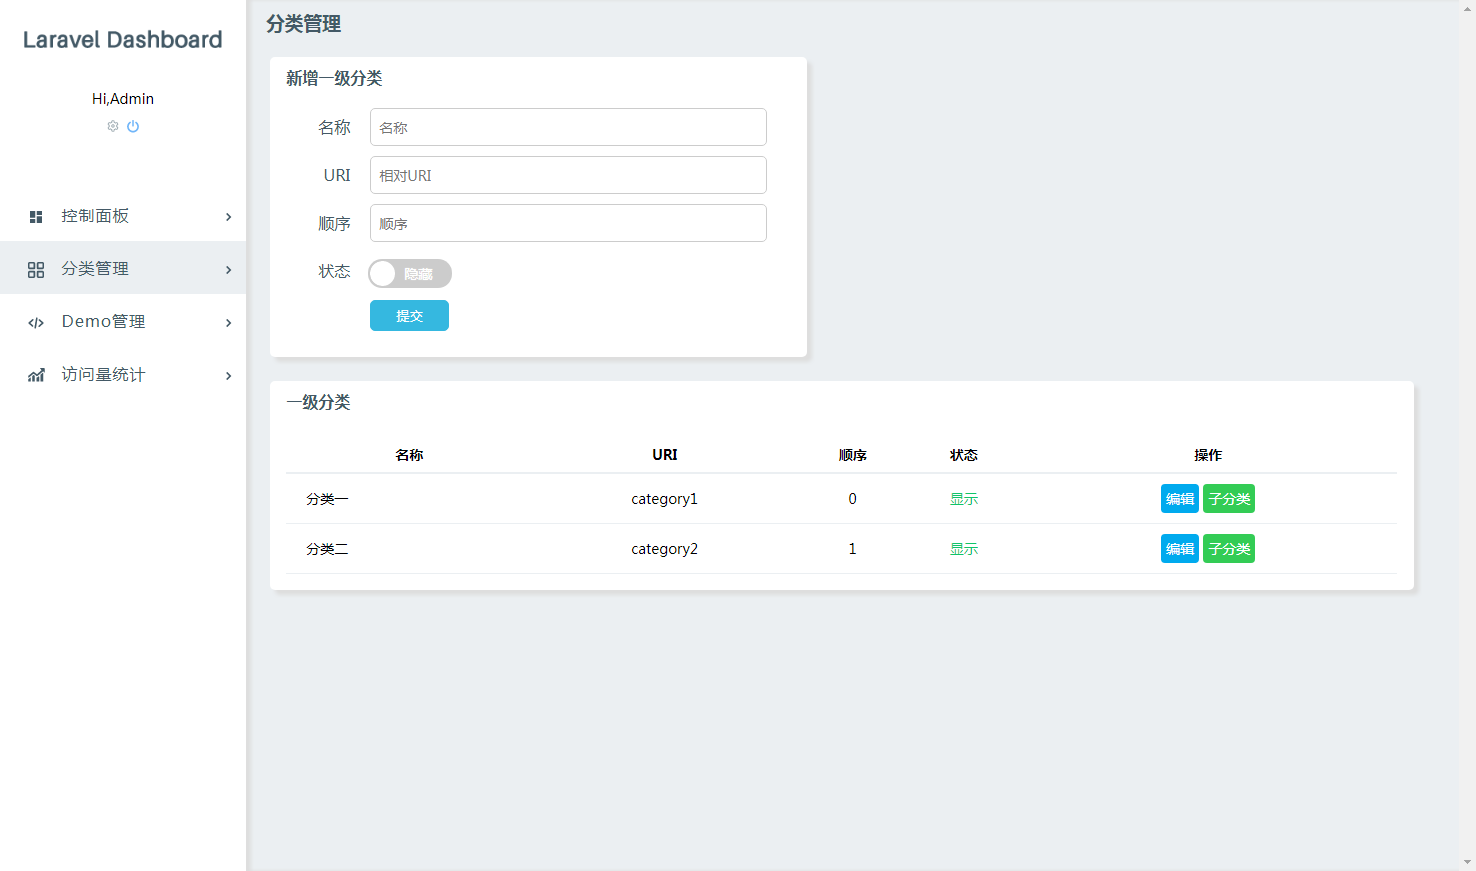 Laravel Dashboard
Hi,Admin
控制面板
分类管理
Demo管理
访问量统计
分类管理
新增一级分类
名称 名称
URI 相对URI
顺序 顺序
状态 隐藏
提交
一级分类
名称 URI 顺序 状态 操作
分类一 category1 0 显示 编辑 子分类
分类二 category2 1 显示 编辑 子分类